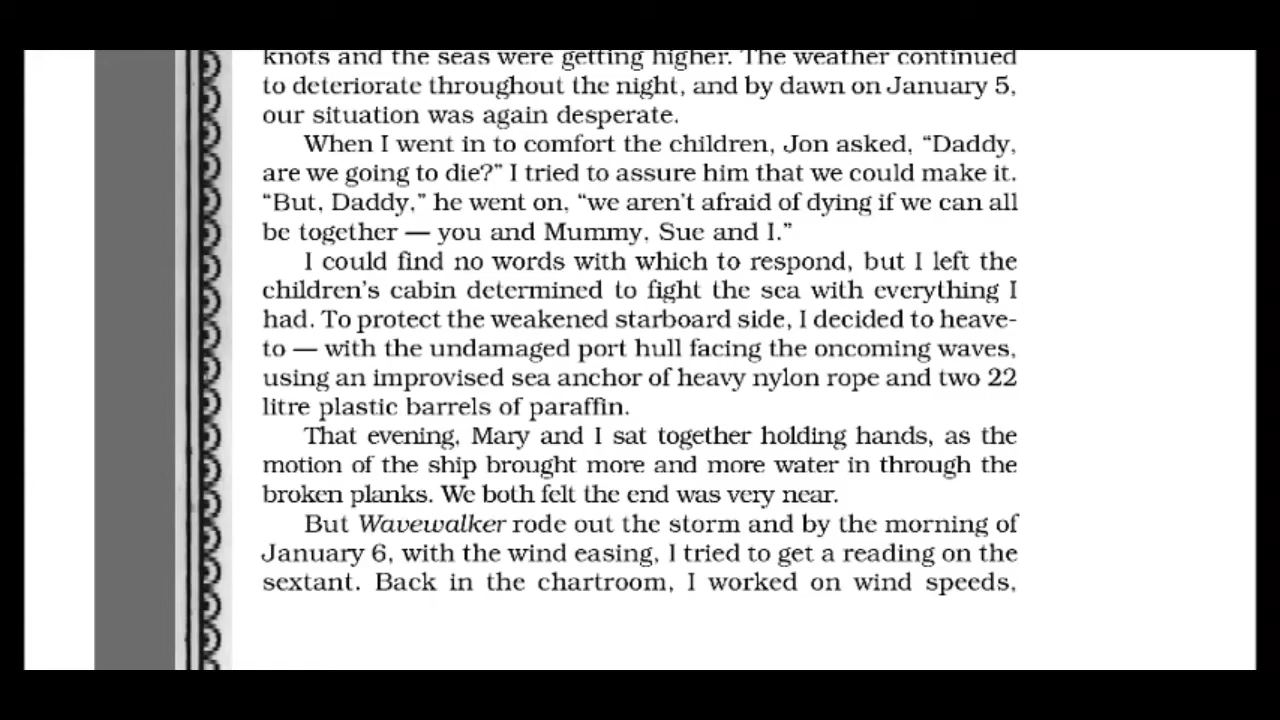 knots and the seas were getting higher. The weather continued
to deteriorate throughout the night, and by dawn on January 5,
our situation was again desperate.
When I went in to comfort the children, Jon asked, “Daddy,
are we going to die?” I tried to assure him that we could make it.
“But, Daddy,” he went on, “we aren’t afraid of dying if we can all
be together — you and Mummy, Sue and I.”
I could find no words with which to respond, but I left the
children’s cabin determined to fight the sea with everything I
had. To protect the weakened starboard side, I decided to heave-
to — with the undamaged port hull facing the oncoming waves,
using an improvised sea anchor of heavy nylon rope and two 22
litre plastic barrels of paraffin.
That evening, Mary and I sat together holding hands, as the
motion of the ship brought more and more water in through the
broken planks. We both felt the end was very near.
But Wavewalker rode out the storm and by the morning of
January 6, with the wind easing, I tried to get a reading on the
sextant. Back in the chartroom, I worked on wind speeds,